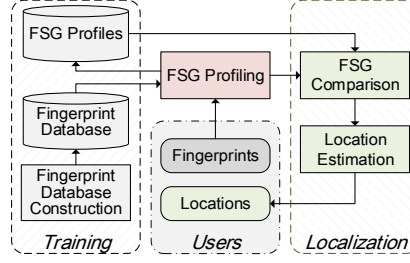 FSG Profiles
Fingerprint
Database
Fingerprint
Database
Construction
Training
FSG Profiling
Fingerprints
Locations
Users
FSG
Comparison
Location
Estimation
Localization